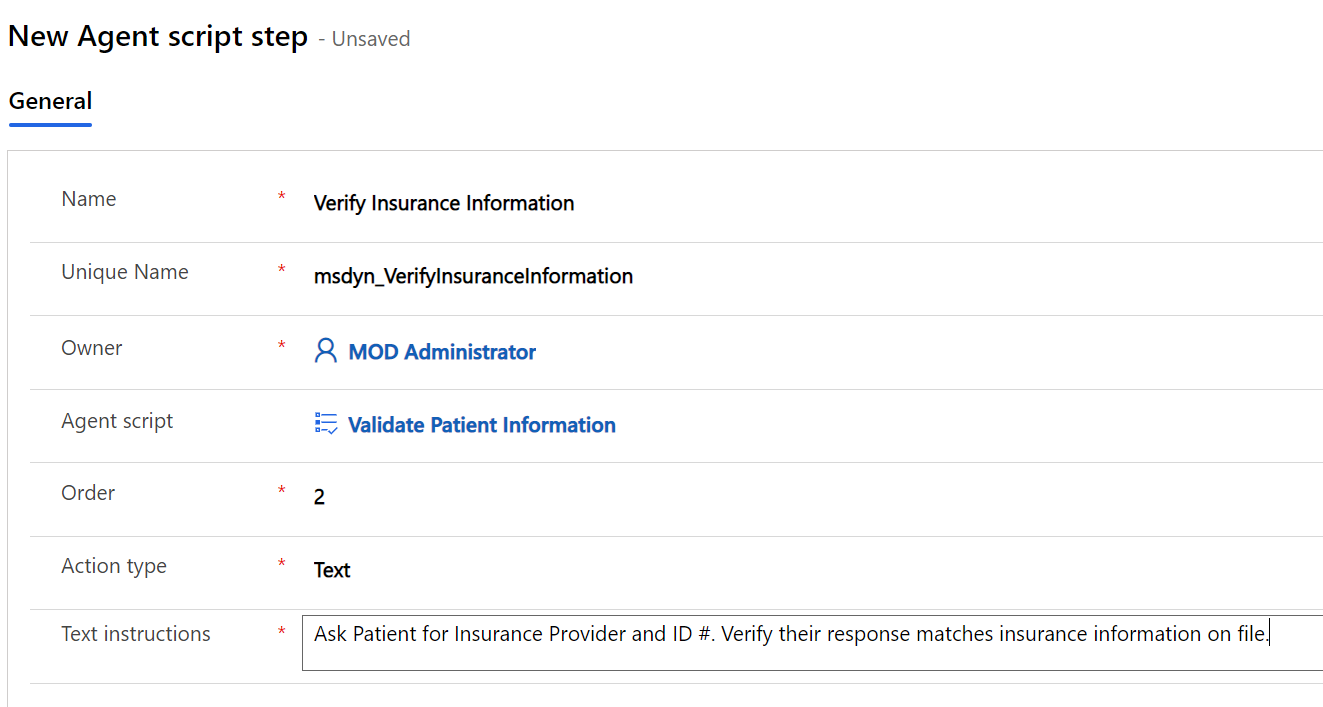 New Agent script step - Unsaved
General
Name * Verify Insurance Information
Unique Name * msdyn_VerifyInsuranceInformation
Owner * MOD Administrator
Agent script Validate Patient Information
Order * 2
Action type * Text
Text instructions * Ask Patient for Insurance Provider and ID #. Verify their response matches insurance information on file.